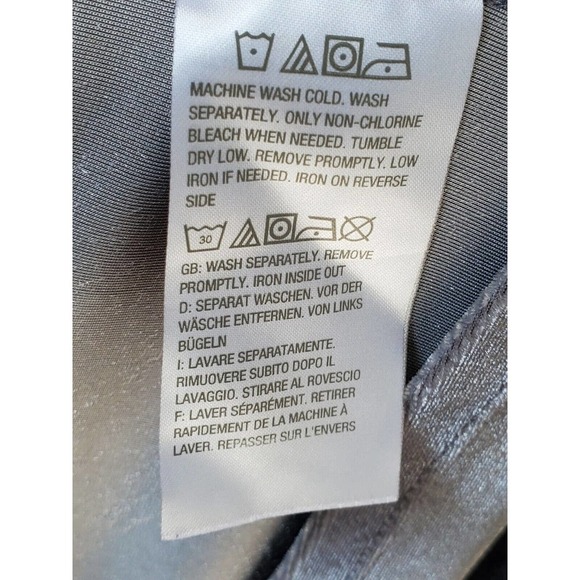 MACHINE WASH COLD. WASH
SEPARATELY. ONLY NON-CHLORINE
BLEACH WHEN NEEDED. TUMBLE
DRY LOW. REMOVE PROMPTLY. LOW
IRON IF NEEDED. IRON ON REVERSE
SIDE
30
GB: WASH SEPARATELY. REMOVE
PROMPTLY. IRON INSIDE OUT
D: SEPARAT WASCHEN. VOR DER
WÄSCHE ENTFERNEN. VON LINKS
BÜGELN
I: LAVARE SEPARATAMENTE.
RIMUOVERE SUBITO DOPO IL
LAVAGGIO. STIRARE AL ROVESCIO
F: LAVER SÉPARÉMENT. RETIRER
RAPIDEMENT DE LA MACHINE À
LAVER. REPASSER SUR L'ENVERS